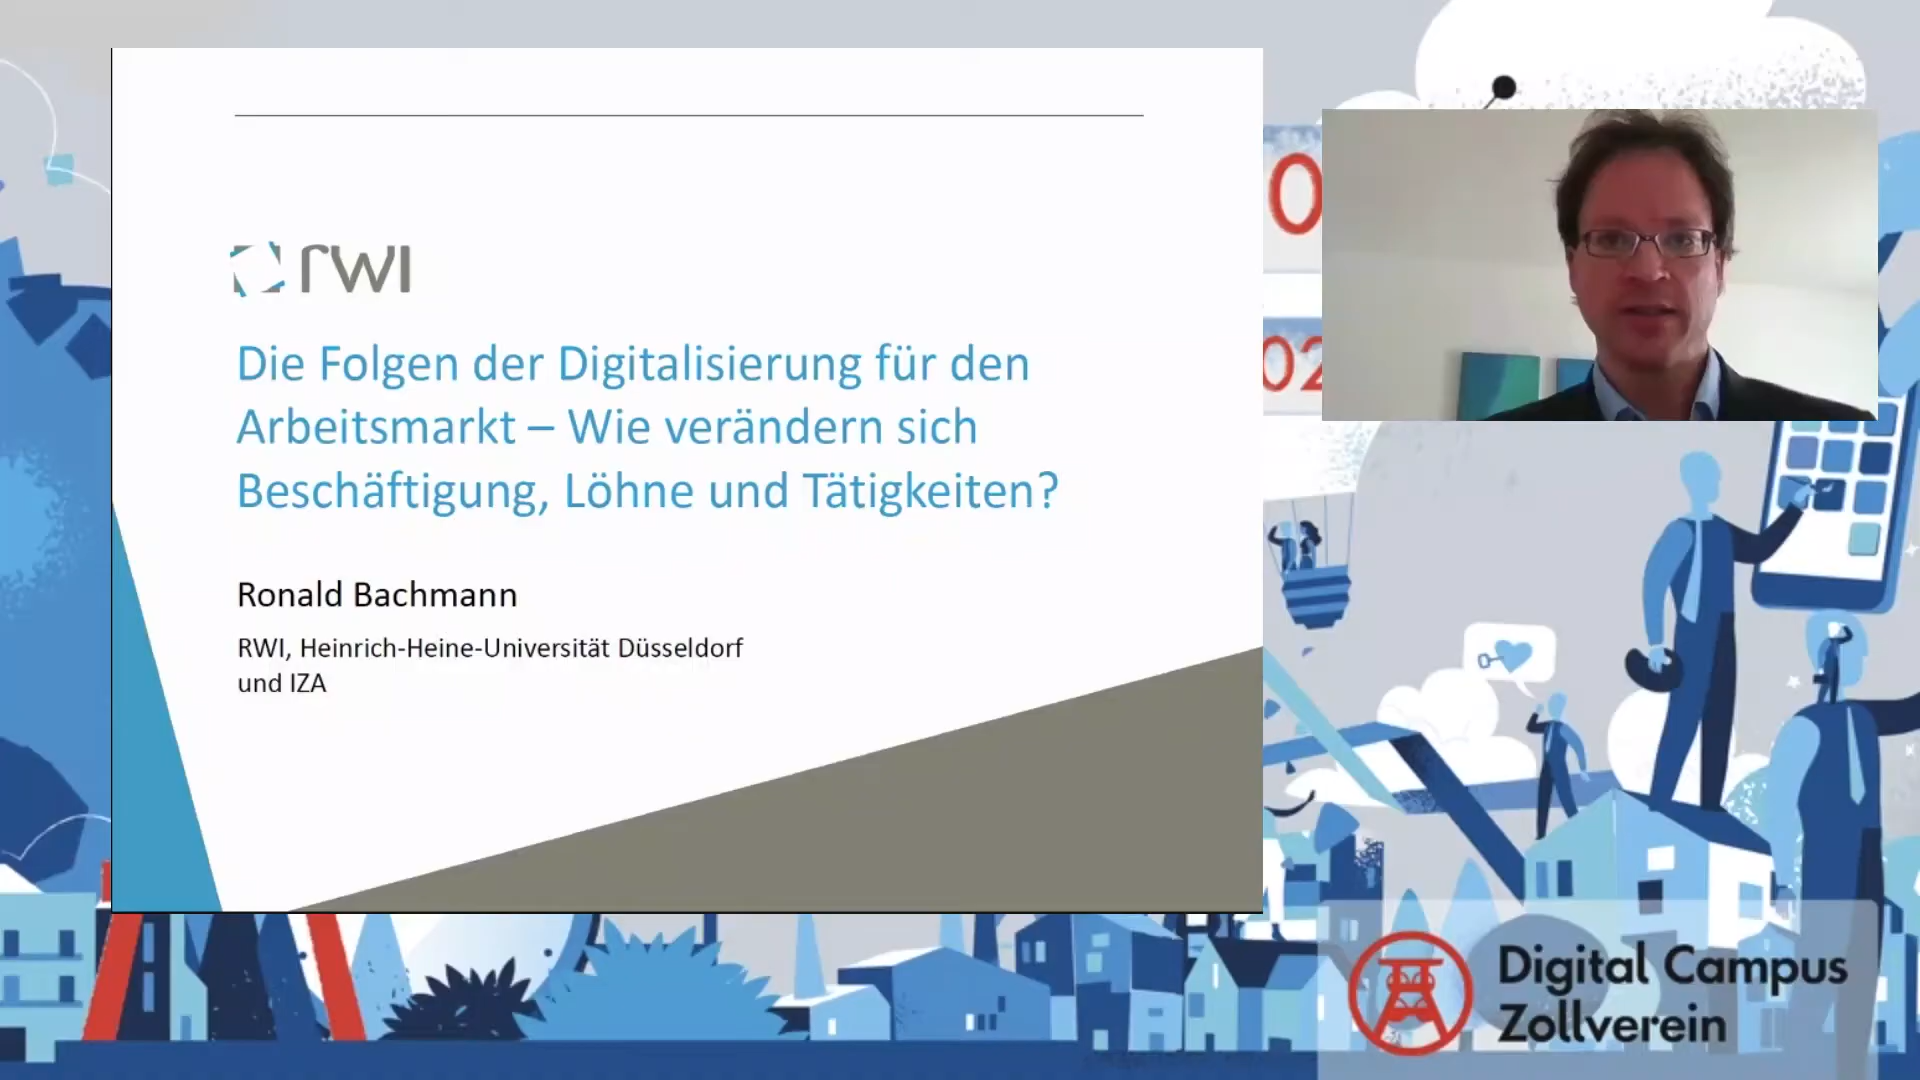 rwi
Die Folgen der Digitalisierung für den
Arbeitsmarkt – Wie verändern sich
Beschäftigung, Löhne und Tätigkeiten?
Ronald Bachmann
RWI, Heinrich-Heine-Universität Düsseldorf
und IZA
Digital Campus
Zollverein